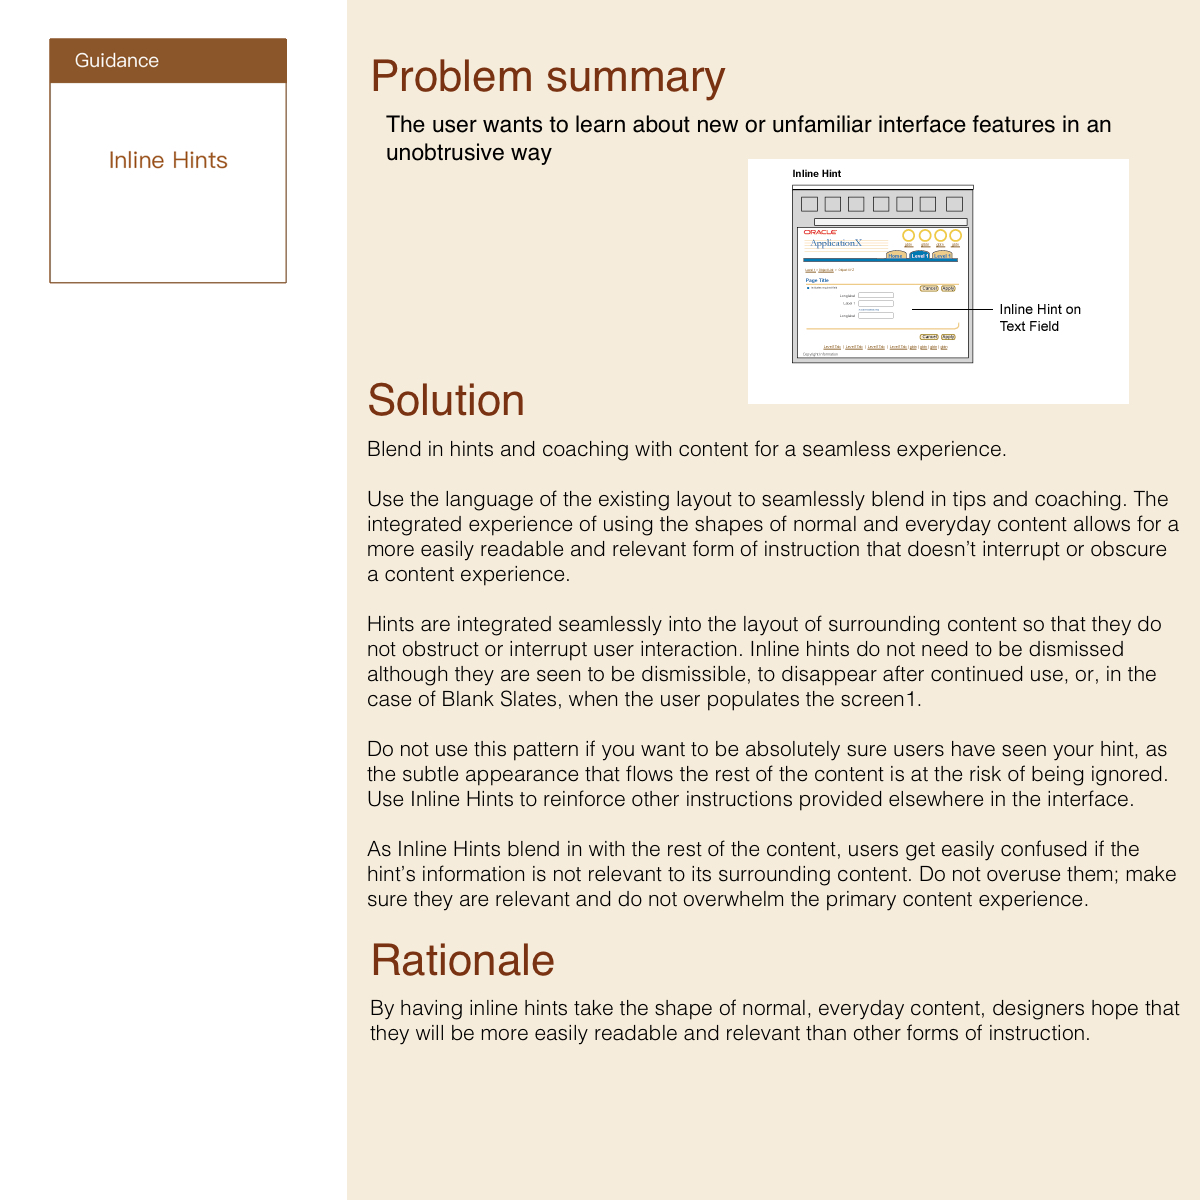 Guidance
Inline Hints
Problem summary
The user wants to learn about new or unfamiliar interface features in an
unobtrusive way
Inline Hint
ORACLE
ApplicationX
Home
Level 1
Level 1
Page Title
Cancel
Apply
Label 1
Inline Hint on
Text Field
Cancel
Apply
Copyright Information
Solution
Blend in hints and coaching with content for a seamless experience.
Use the language of the existing layout to seamlessly blend in tips and coaching. The
integrated experience of using the shapes of normal and everyday content allows for a
more easily readable and relevant form of instruction that doesn’t interrupt or obscure
a content experience.
Hints are integrated seamlessly into the layout of surrounding content so that they do
not obstruct or interrupt user interaction. Inline hints do not need to be dismissed
although they are seen to be dismissible, to disappear after continued use, or, in the
case of Blank Slates, when the user populates the screen1.
Do not use this pattern if you want to be absolutely sure users have seen your hint, as
the subtle appearance that flows the rest of the content is at the risk of being ignored.
Use Inline Hints to reinforce other instructions provided elsewhere in the interface.
As Inline Hints blend in with the rest of the content, users get easily confused if the
hint’s information is not relevant to its surrounding content. Do not overuse them; make
sure they are relevant and do not overwhelm the primary content experience.
Rationale
By having inline hints take the shape of normal, everyday content, designers hope that
they will be more easily readable and relevant than other forms of instruction.